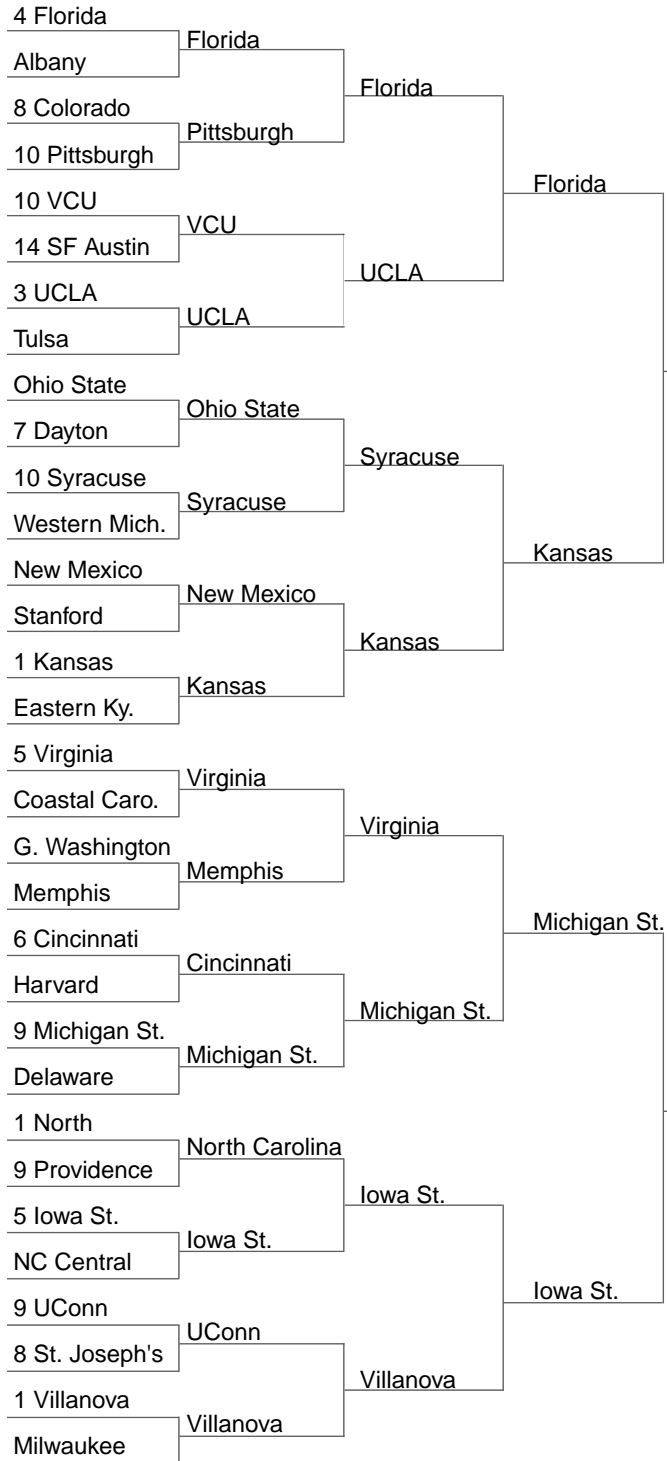 4 Florida
Albany
8 Colorado
10 Pittsburgh
10 VCU
14 SF Austin
3 UCLA
Tulsa
Ohio State
7 Dayton
10 Syracuse
Western Mich.
New Mexico
Stanford
1 Kansas
Eastern Ky.
5 Virginia
Coastal Caro.
G. Washington
Memphis
6 Cincinnati
Harvard
9 Michigan St.
Delaware
1 North
9 Providence
5 Iowa St.
NC Central
9 UConn
8 St. Joseph's
1 Villanova
Milwaukee
Florida
Pittsburgh
VCU
UCLA
Ohio State
Syracuse
New Mexico
Kansas
Virginia
Memphis
Cincinnati
Michigan St.
North Carolina
Iowa St.
UConn
Villanova
Florida
UCLA
Syracuse
Kansas
Virginia
Michigan St.
Iowa St.
Villanova
Florida
Kansas
Michigan St.
Iowa St.